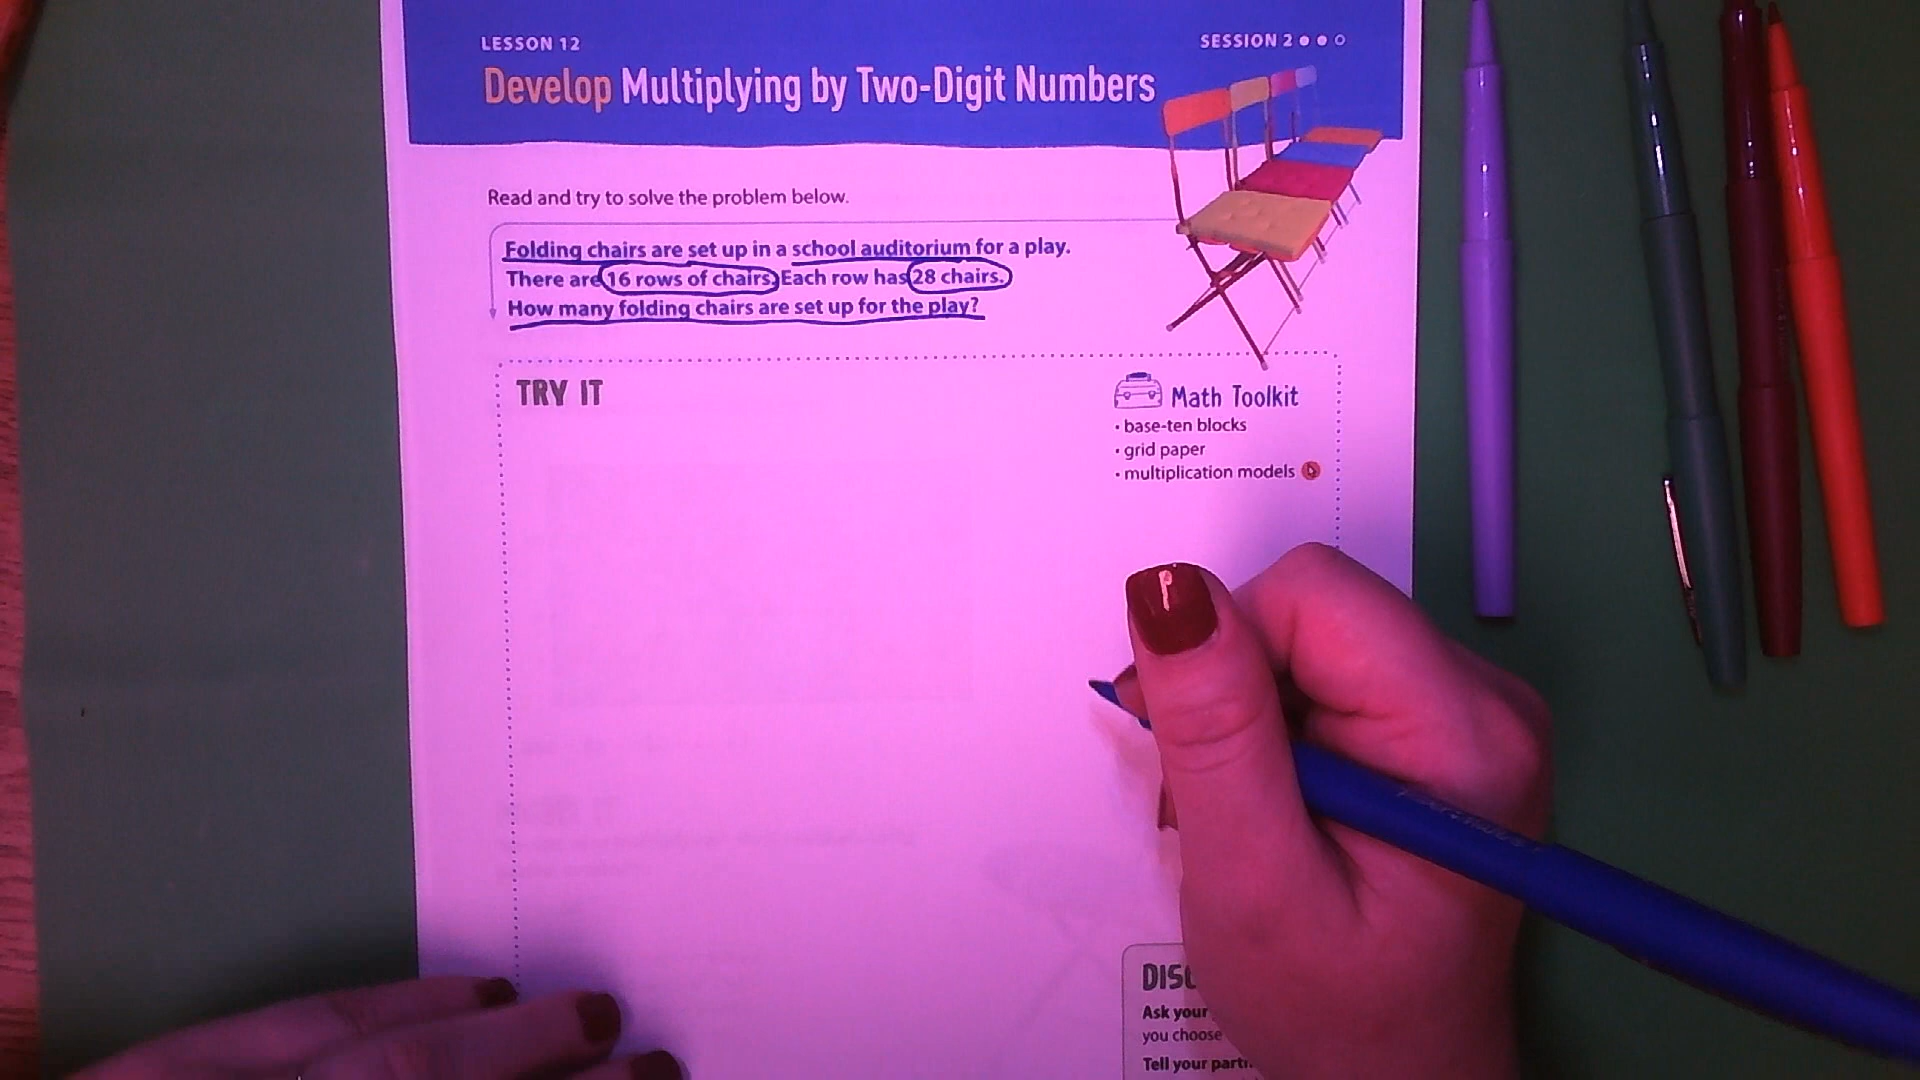 LESSON 12
SESSION 2
Develop Multiplying by Two-Digit Numbers
Read and try to solve the problem below.
Folding chairs are set up in a school auditorium for a play.
There are 16 rows of chairs. Each row has 28 chairs.
How many folding chairs are set up for the play?
TRY IT
Math Toolkit
• base-ten blocks
• grid paper
• multiplication models
Ask your
you choose
Tell your